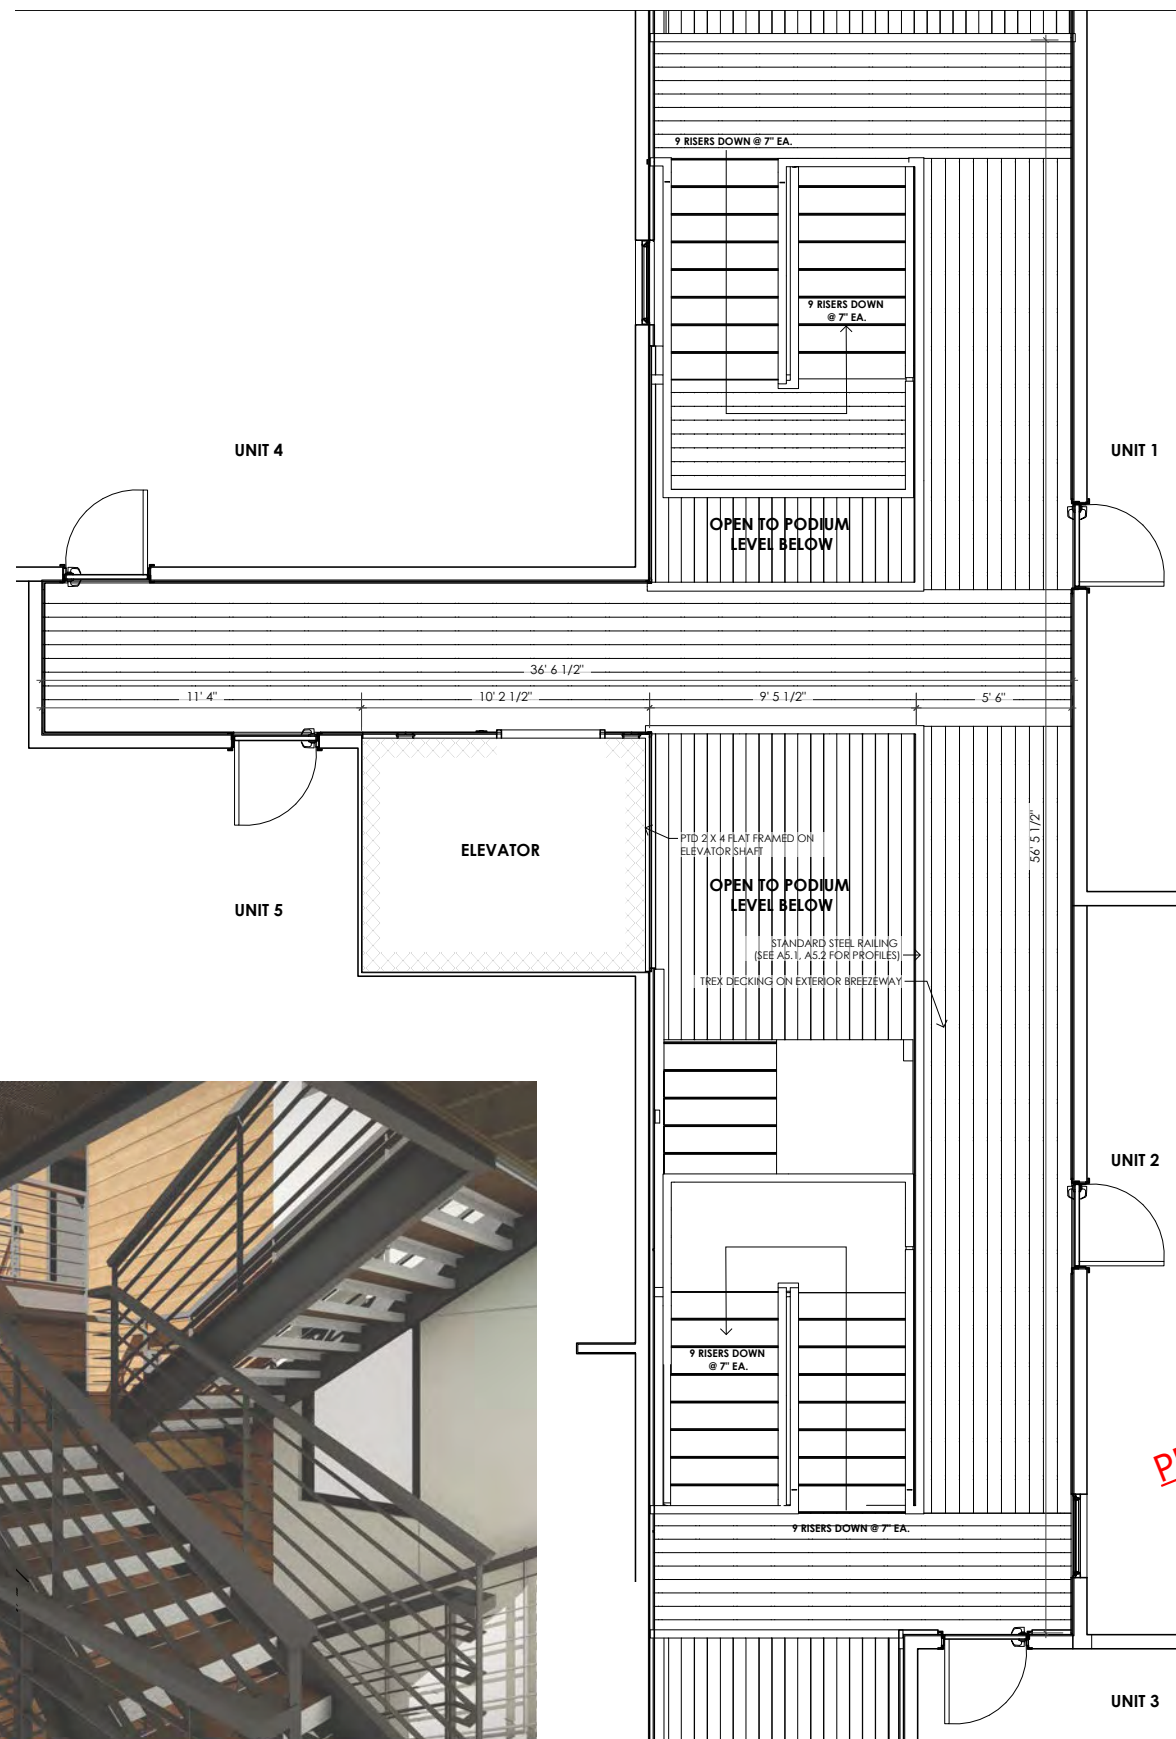 9 RISERS DOWN @ 7" EA.
9 RISERS DOWN
@ 7" EA.
UNIT 4
UNIT 1
OPEN TO PODIUM
LEVEL BELOW
36' 6 1/2"
11' 4"
10' 2 1/2"
9' 5 1/2"
5' 6"
56' 5 1/2"
PTD 2 X 4 FLAT FRAMED ON
ELEVATOR SHAFT
ELEVATOR
OPEN TO PODIUM
LEVEL BELOW
UNIT 5
STANDARD STEEL RAILING
(SEE A5.1, A5.2 FOR PROFILES)
TREX DECKING ON EXTERIOR BREEZEWAY
UNIT 2
9 RISERS DOWN
@ 7" EA.
9 RISERS DOWN @ 7" EA.
UNIT 3